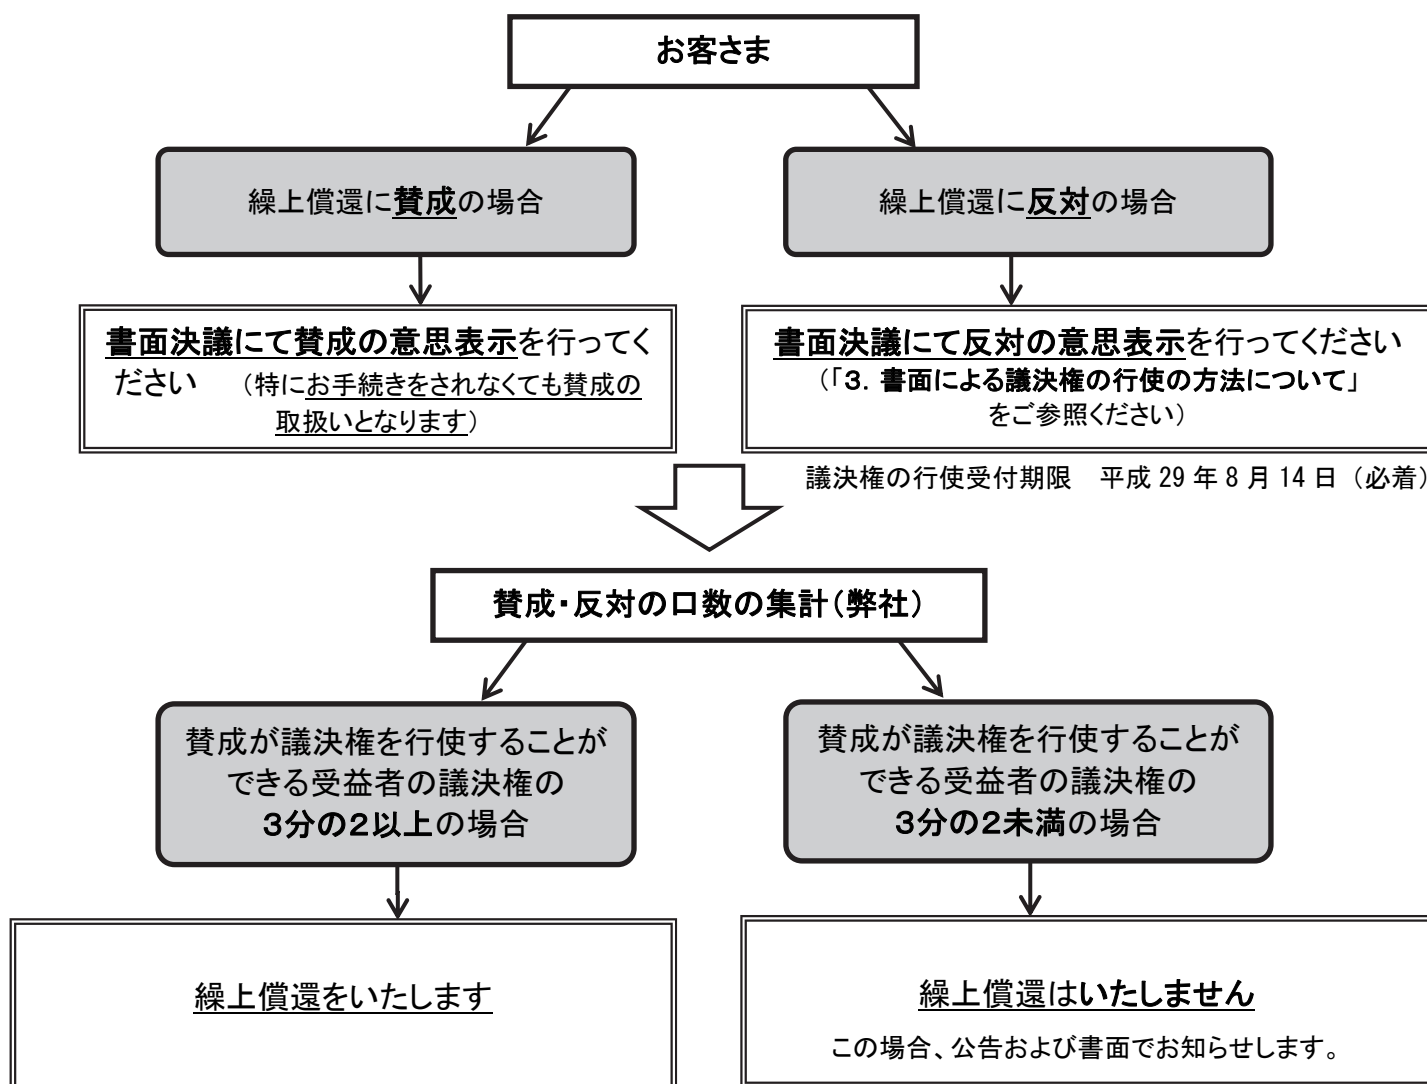 お客さま
繰上償還に賛成の場合
繰上償還に反対の場合
書面決議にて賛成の意思表示を行ってく
ださい　（特にお手続きをされなくても賛成の
取扱いとなります）
書面決議にて反対の意思表示を行ってください
（「３．書面による議決権の行使の方法について」
をご参照ください）
議決権の行使受付期限　平成 29 年 8 月 14 日（必着）
賛成・反対の口数の集計（弊社）
賛成が議決権を行使することが
できる受益者の議決権の
３分の２以上の場合
賛成が議決権を行使することが
できる受益者の議決権の
３分の２未満の場合
繰上償還をいたします
繰上償還はいたしません
この場合、公告および書面でお知らせします。